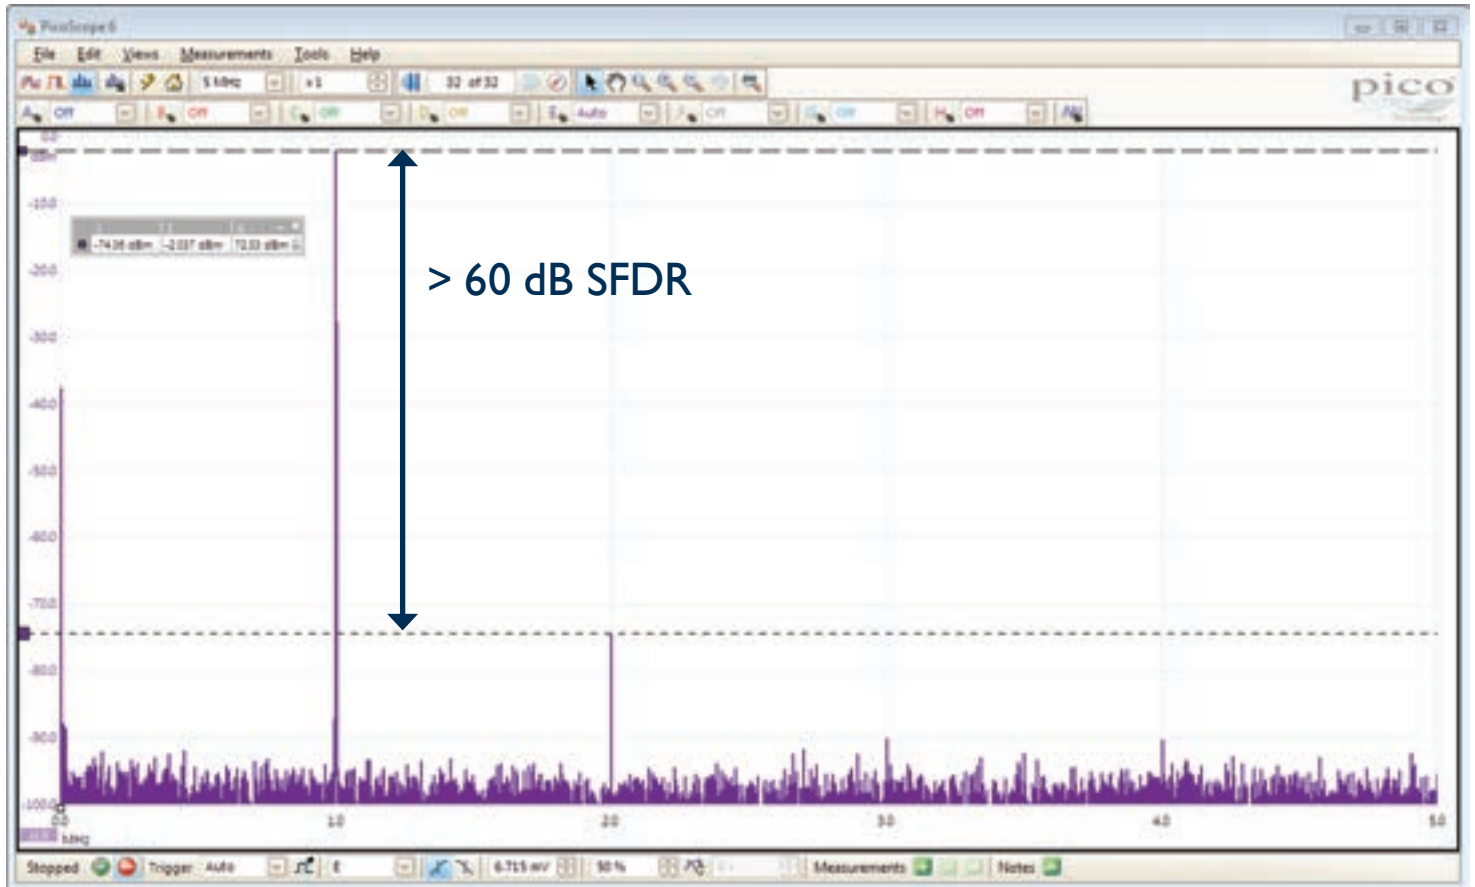 PicoScope 6
File Edit Views Measurements Tools Help
5 MHz x1 32 of 32
pico
Technology
A Off B Off C Off D Off E Auto F Off G Off H Off
0.0
dBm
-10.0
-74.36 dBm -2.037 dBm
-20.0
> 60 dB SFDR
-30.0
-40.0
-50.0
-60.0
-70.0
-80.0
-90.0
-100.0
0.0 1.0 2.0 3.0 4.0 5.0
MHz
Stopped Trigger Auto E 6.715 mV 50 % Measurements Notes